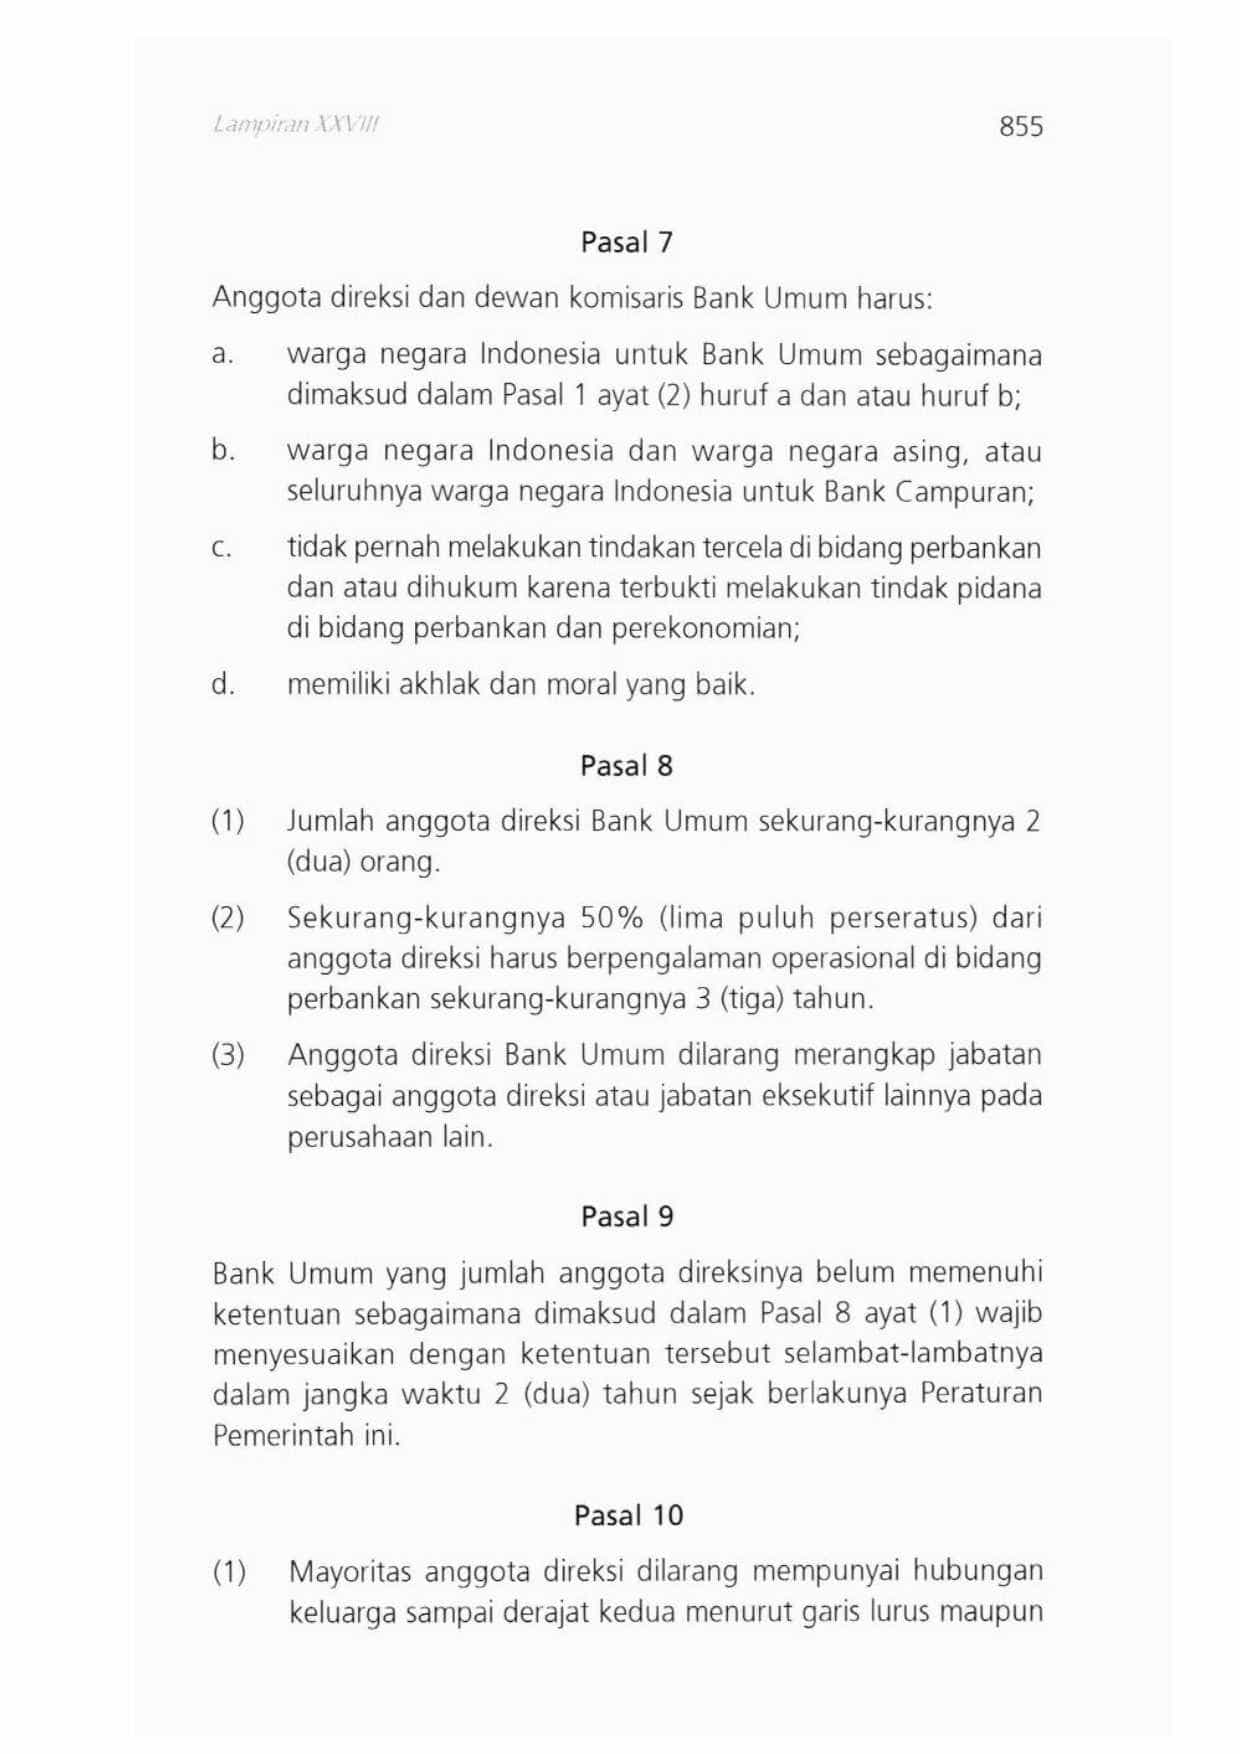 Lampiran XXVIII
855
Pasal 7
Anggota direksi dan dewan komisaris Bank Umum harus:
a. warga negara Indonesia untuk Bank Umum sebagaimana
dimaksud dalam Pasal 1 ayat (2) huruf a dan atau huruf b;
b. warga negara Indonesia dan warga negara asing, atau
seluruhnya warga negara Indonesia untuk Bank Campuran;
c. tidak pernah melakukan tindakan tercela di bidang perbankan
dan atau dihukum karena terbukti melakukan tindak pidana
di bidang perbankan dan perekonomian;
d. memiliki akhlak dan moral yang baik.
Pasal 8
(1) Jumlah anggota direksi Bank Umum sekurang-kurangnya 2
(dua) orang.
(2) Sekurang-kurangnya 50% (lima puluh perseratus) dari
anggota direksi harus berpengalaman operasional di bidang
perbankan sekurang-kurangnya 3 (tiga) tahun.
(3) Anggota direksi Bank Umum dilarang merangkap jabatan
sebagai anggota direksi atau jabatan eksekutif lainnya pada
perusahaan lain.
Pasal 9
Bank Umum yang jumlah anggota direksinya belum memenuhi
ketentuan sebagaimana dimaksud dalam Pasal 8 ayat (1) wajib
menyesuaikan dengan ketentuan tersebut selambat-lambatnya
dalam jangka waktu 2 (dua) tahun sejak berlakunya Peraturan
Pemerintah ini.
Pasal 10
(1) Mayoritas anggota direksi dilarang mempunyai hubungan
keluarga sampai derajat kedua menurut garis lurus maupun